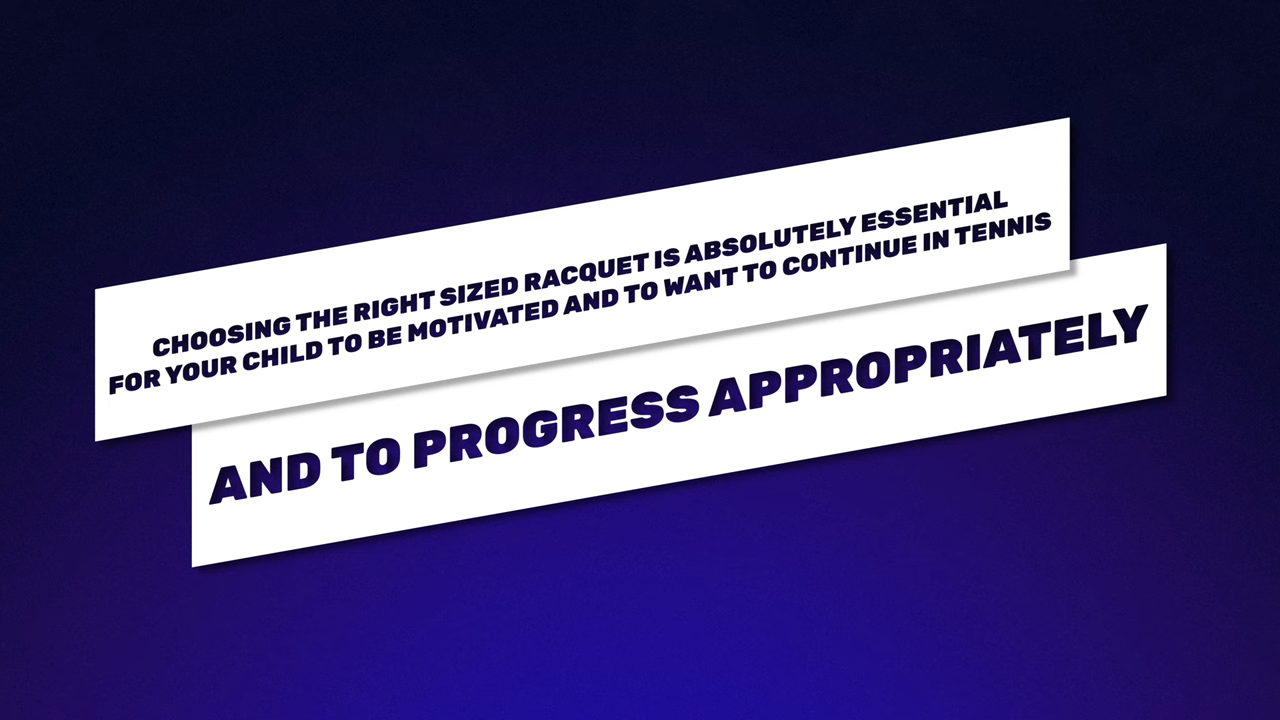 CHOOSING THE RIGHT SIZED RACQUET IS ABSOLUTELY ESSENTIAL
FOR YOUR CHILD TO BE MOTIVATED AND TO WANT TO CONTINUE IN TENNIS
AND TO PROGRESS APPROPRIATELY